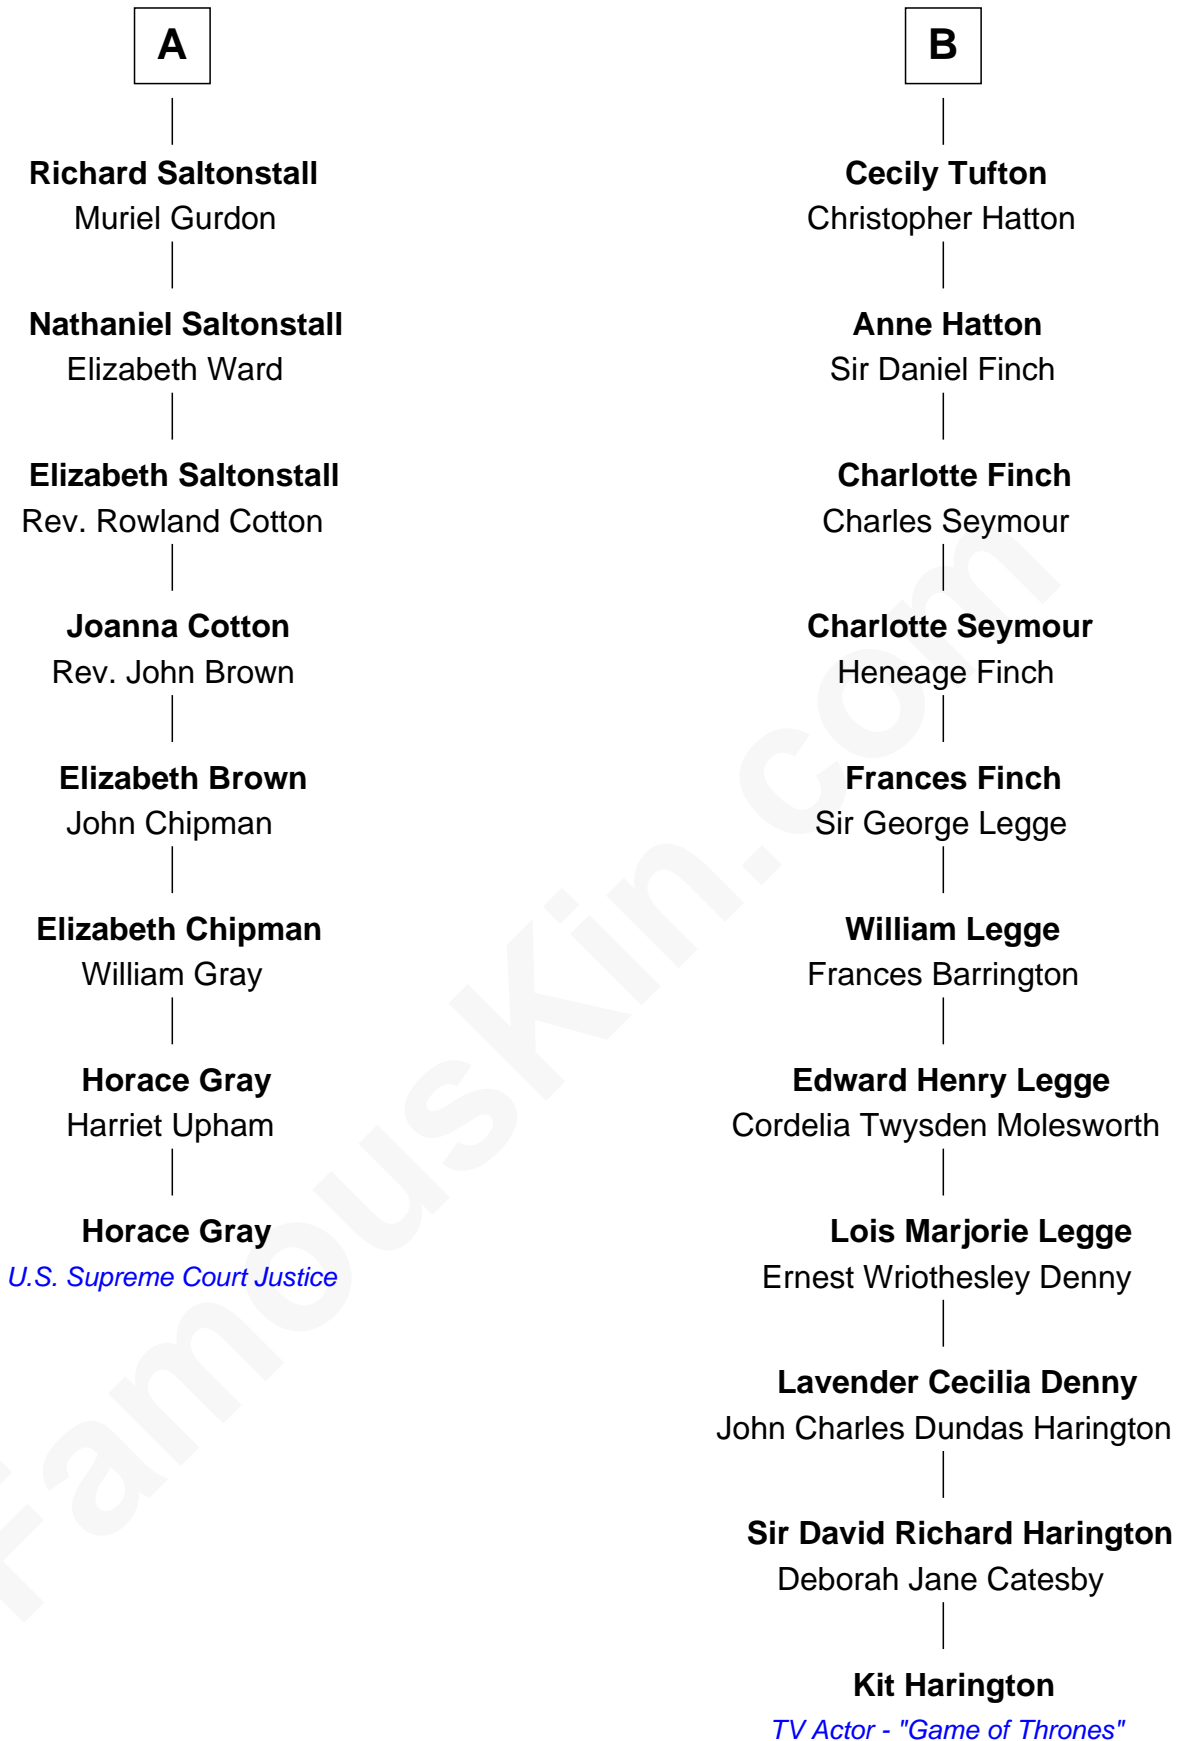 A
Richard Saltonstall
Muriel Gurdon
Nathaniel Saltonstall
Elizabeth Ward
Elizabeth Saltonstall
Rev. Rowland Cotton
Joanna Cotton
Rev. John Brown
Elizabeth Brown
John Chipman
Elizabeth Chipman
William Gray
Horace Gray
Harriet Upham
Horace Gray
U.S. Supreme Court Justice
B
Cecily Tufton
Christopher Hatton
Anne Hatton
Sir Daniel Finch
Charlotte Finch
Charles Seymour
Charlotte Seymour
Heneage Finch
Frances Finch
Sir George Legge
William Legge
Frances Barrington
Edward Henry Legge
Cordelia Twysden Molesworth
Lois Marjorie Legge
Ernest Wriothesley Denny
Lavender Cecilia Denny
John Charles Dundas Harington
Sir David Richard Harington
Deborah Jane Catesby
Kit Harington
TV Actor - "Game of Thrones"
FamousKin.com